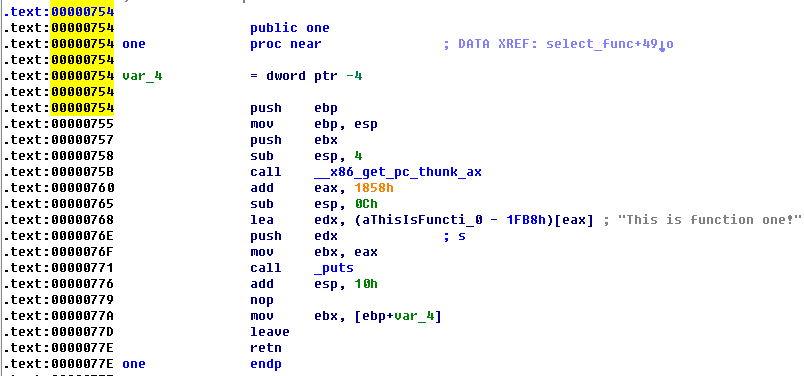 .text:00000754
.text:00000754 public one
.text:00000754 one proc near ; DATA XREF: select_func+49↓o
.text:00000754
.text:00000754 var_4 = dword ptr -4
.text:00000754
.text:00000754 push ebp
.text:00000755 mov ebp, esp
.text:00000757 push ebx
.text:00000758 sub esp, 4
.text:0000075B call __x86_get_pc_thunk_ax
.text:00000760 add eax, 1858h
.text:00000765 sub esp, 0Ch
.text:00000768 lea edx, (aThisIsFuncti_0 - 1FB8h)[eax] ; "This is function one!"
.text:0000076E push edx ; s
.text:0000076F mov ebx, eax
.text:00000771 call _puts
.text:00000776 add esp, 10h
.text:00000779 nop
.text:0000077A mov ebx, [ebp+var_4]
.text:0000077D leave
.text:0000077E retn
.text:0000077E one endp